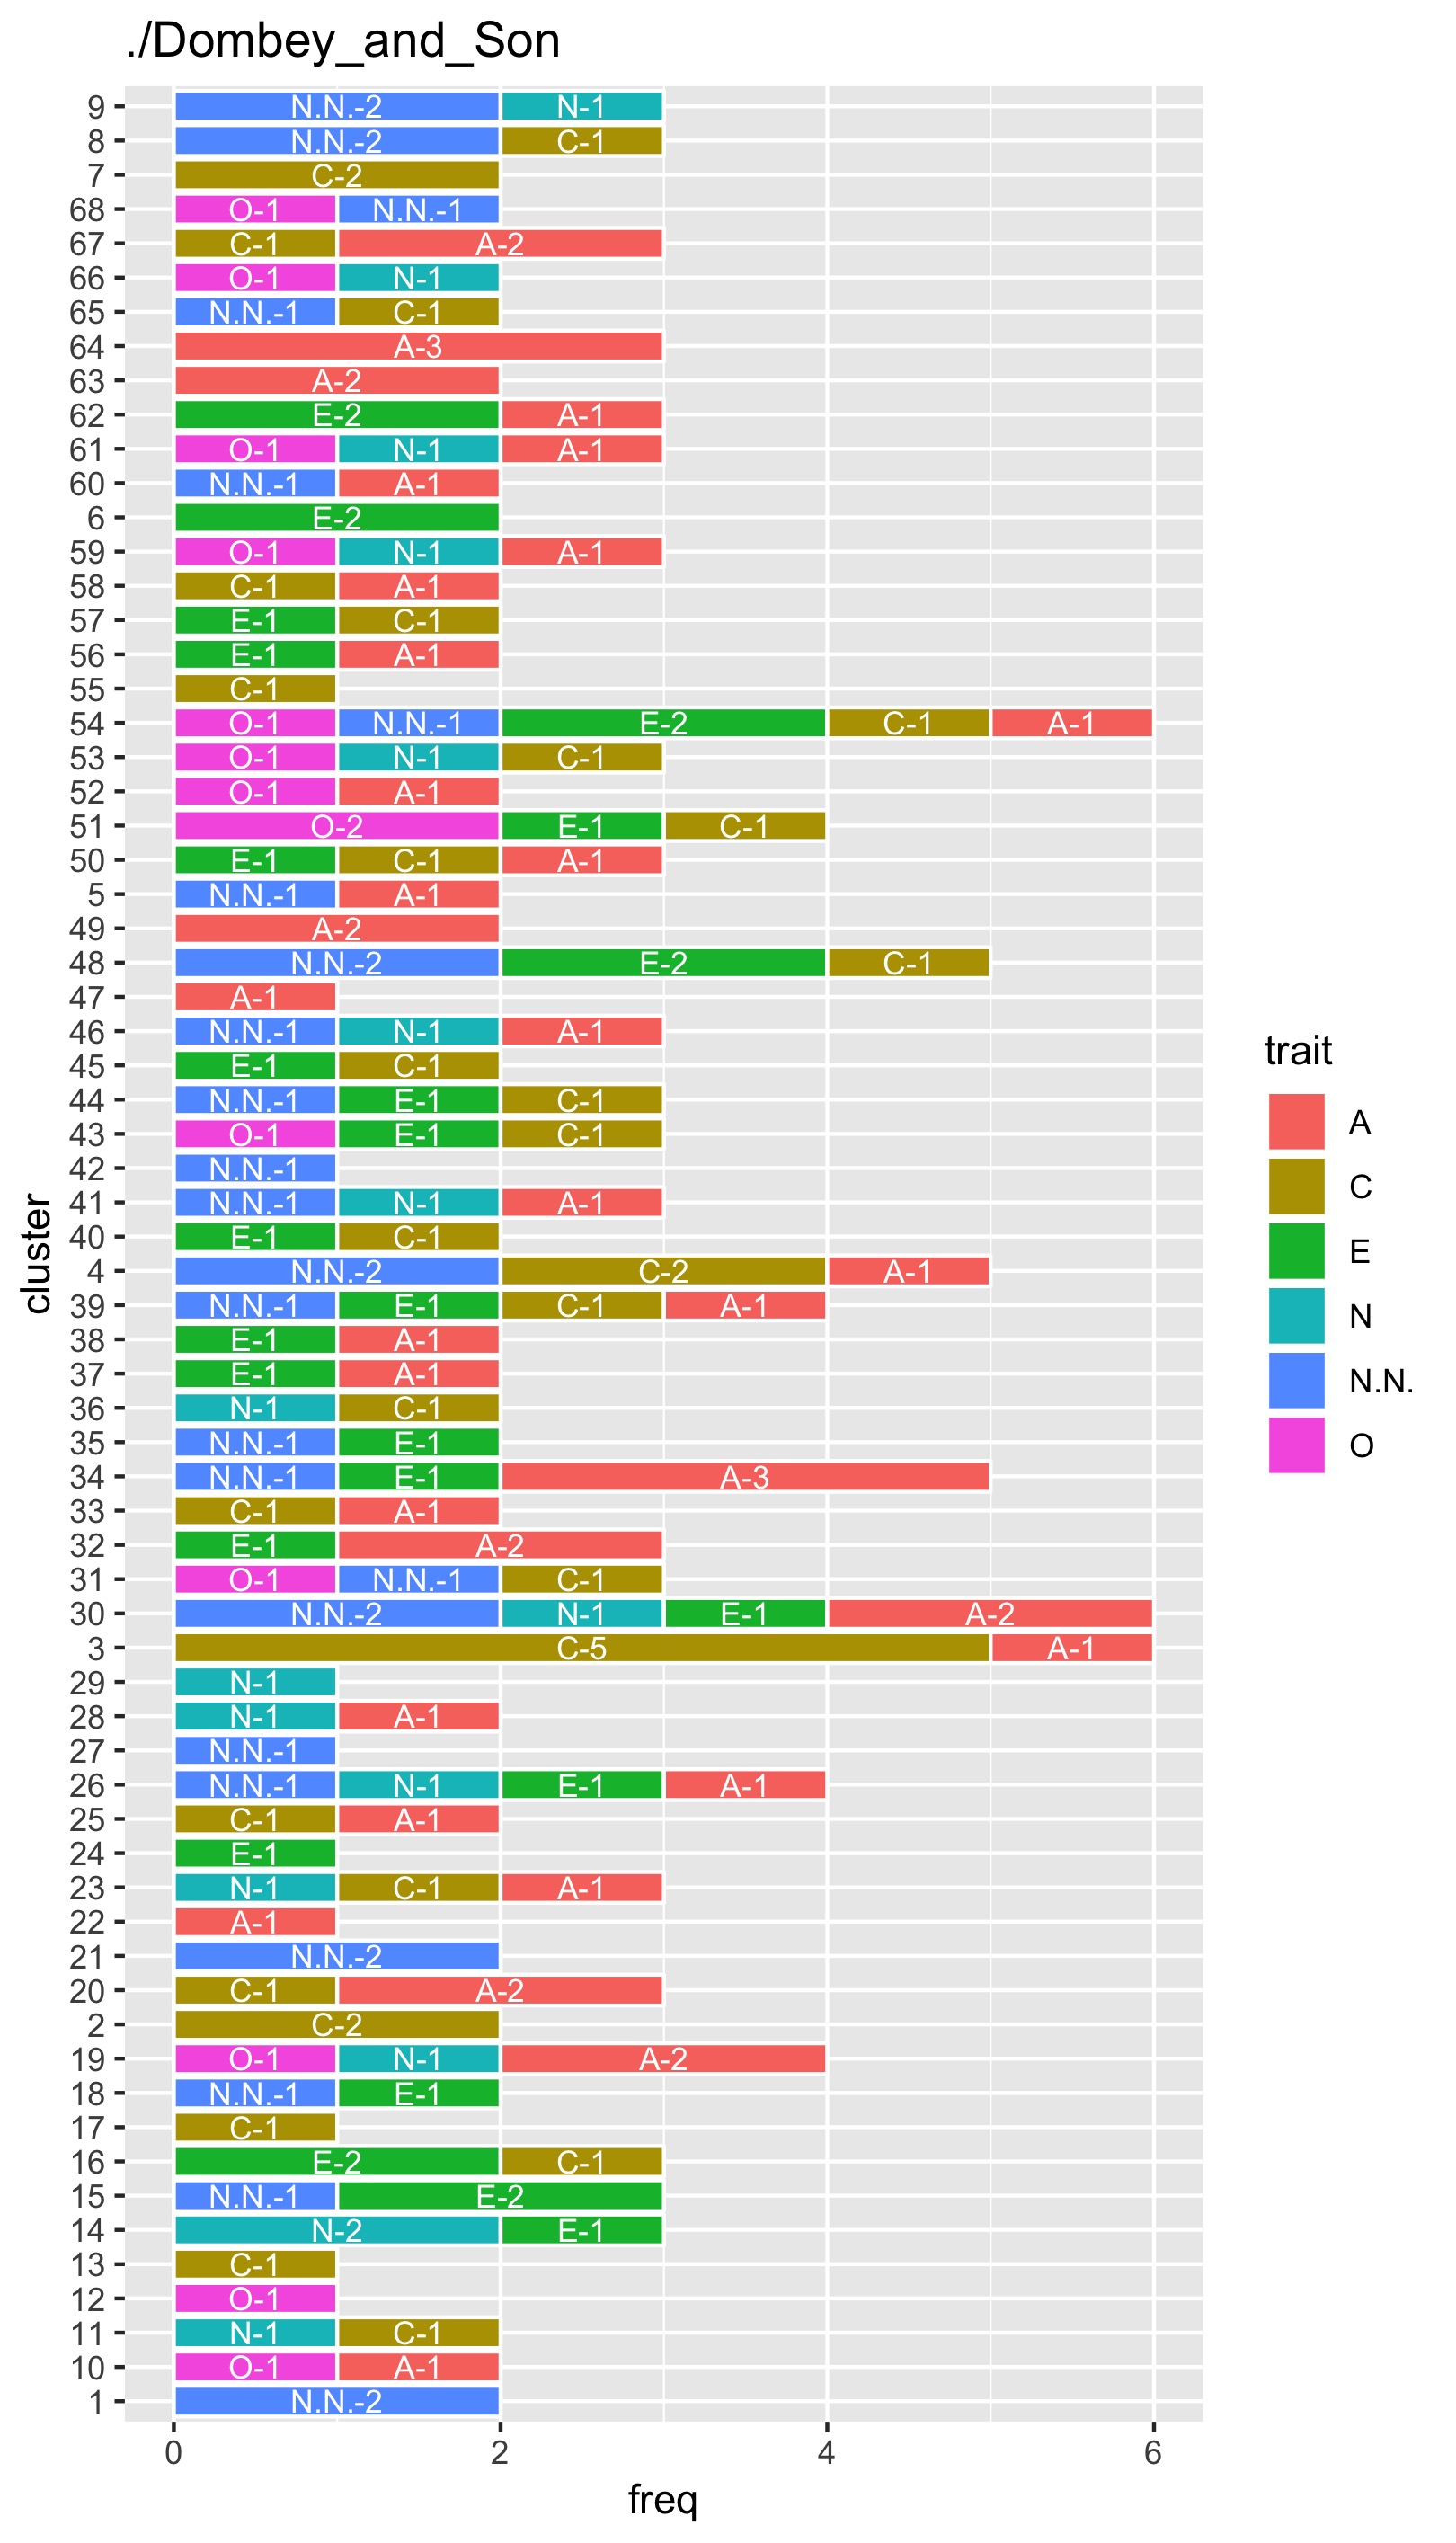 ./Dombey_and_Son
9 N.N.-2 N-1
8 N.N.-2 C-1
7 C-2
68 O-1 N.N.-1
67 C-1 A-2
66 O-1 N-1
65 N.N.-1 C-1
64 A-3
63 A-2
62 E-2 A-1
61 O-1 N-1 A-1
60 N.N.-1 A-1
6 E-2
59 O-1 N-1 A-1
58 C-1 A-1
57 E-1 C-1
56 E-1 A-1
55 C-1
54 O-1 N.N.-1 E-2 C-1 A-1
53 O-1 N-1 C-1
52 O-1 A-1
51 O-2 E-1 C-1
50 E-1 C-1 A-1
5 N.N.-1 A-1
49 A-2
48 N.N.-2 E-2 C-1
47 A-1
46 N.N.-1 N-1 A-1
45 E-1 C-1
44 N.N.-1 E-1 C-1
43 O-1 E-1 C-1
42 N.N.-1
41 N.N.-1 N-1 A-1
40 E-1 C-1
4 N.N.-2 C-2 A-1
39 N.N.-1 E-1 C-1 A-1
38 E-1 A-1
37 E-1 A-1
36 N-1 C-1
35 N.N.-1 E-1
34 N.N.-1 E-1 A-3
33 C-1 A-1
32 E-1 A-2
31 O-1 N.N.-1 C-1
30 N.N.-2 N-1 E-1 A-2
3 C-5 A-1
29 N-1
28 N-1 A-1
27 N.N.-1
26 N.N.-1 N-1 E-1 A-1
25 C-1 A-1
24 E-1
23 N-1 C-1 A-1
22 A-1
21 N.N.-2
20 C-1 A-2
2 C-2
19 O-1 N-1 A-2
18 N.N.-1 E-1
17 C-1
16 E-2 C-1
15 N.N.-1 E-2
14 N-2 E-1
13 C-1
12 O-1
11 N-1 C-1
10 O-1 A-1
1 N.N.-2
0 2 4 6
freq
cluster
trait
A
C
E
N
N.N.
O